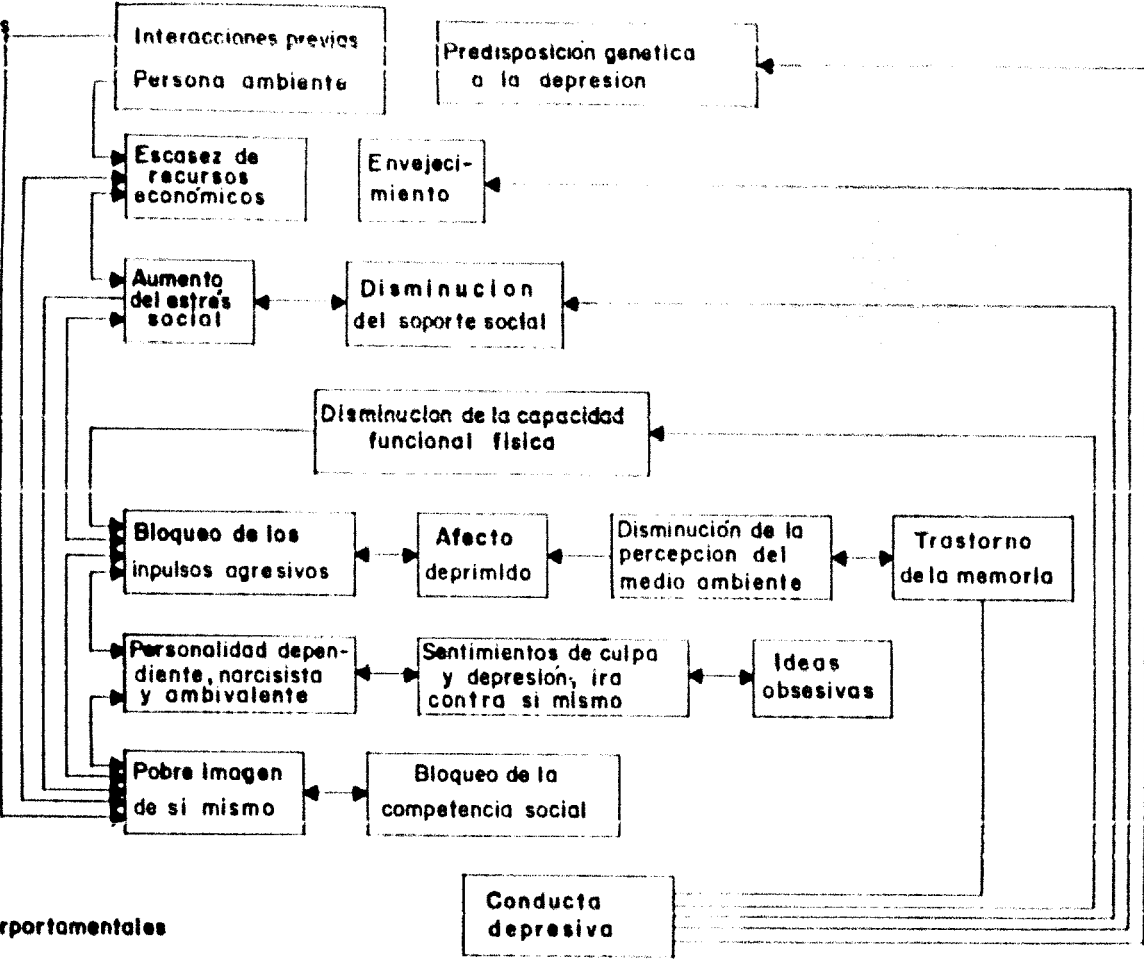 s
Interacciones previas
Persona ambiente
Predisposición genetica
a la depresion
Escasez de
recursos
económicos
Envejeci-
miento
Aumento
del estrés
social
Disminucion
del soporte social
Disminucion de la capacidad
funcional fisica
Bloqueo de los
inpulsos agresivos
Afecto
deprimido
Disminución de la
percepcion del
medio ambiente
Trastorno
de la memoria
Personalidad depen-
diente, narcisista
y ambivalente
Sentimientos de culpa
y depresión, ira
contra si mismo
Ideas
obsesivas
Pobre imagen
de si mismo
Bloqueo de la
competencia social
Conducta
depresiva
rportamentales